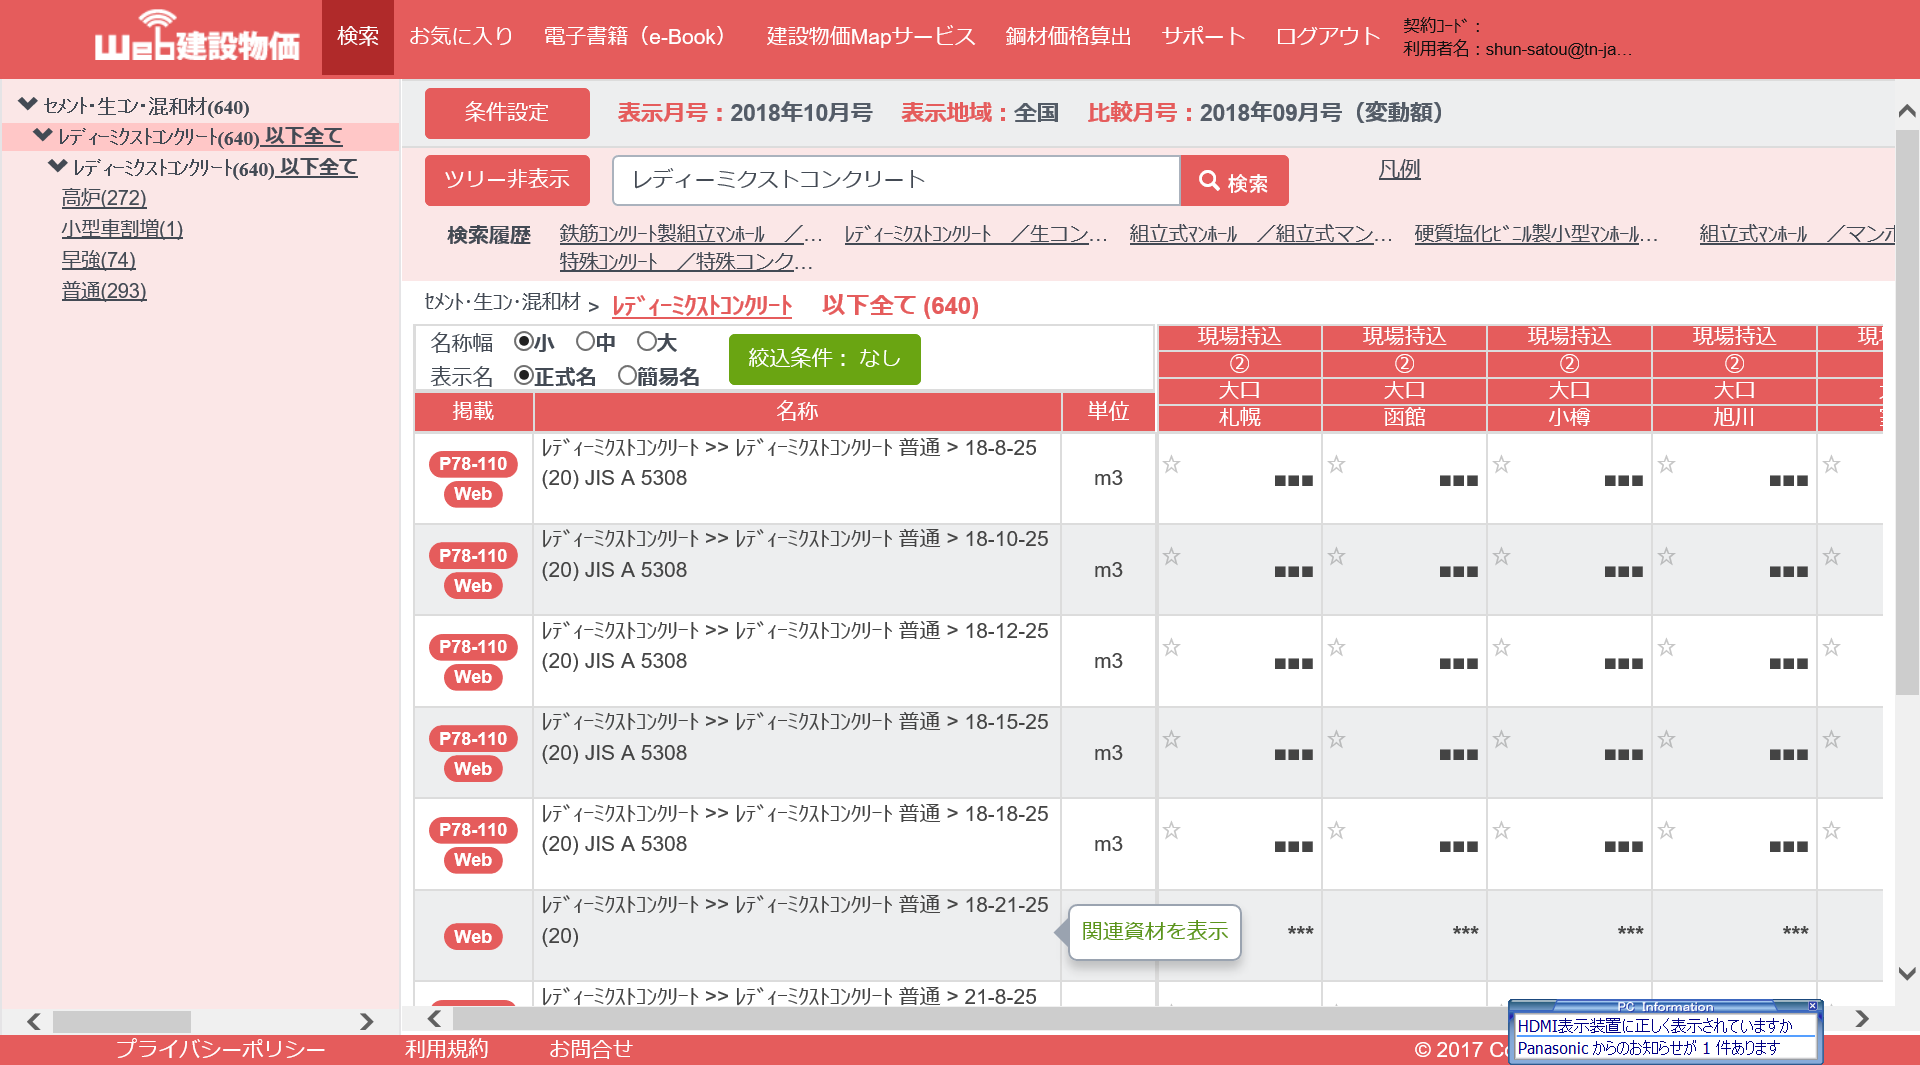 Web建設物価
検索 お気に入り 電子書籍（e-Book） 建設物価Mapサービス 鋼材価格算出 サポート ログアウト
契約ｺｰﾄﾞ：
利用者名：shun-satou@tn-ja...
セメント･生コン･混和材(640)
ﾚﾃﾞｨｰﾐｸｽﾄｺﾝｸﾘｰﾄ(640) 以下全て
ﾚﾃﾞｨｰﾐｸｽﾄｺﾝｸﾘｰﾄ(640) 以下全て
高炉(272)
小型車割増(1)
早強(74)
普通(293)
条件設定 表示月号：2018年10月号 表示地域：全国 比較月号：2018年09月号（変動額）
ツリー非表示 レディーミクストコンクリート 検索 凡例
検索履歴 鉄筋ｺﾝｸﾘｰﾄ製組立ﾏﾝﾎｰﾙ ／... ﾚﾃﾞｨｰﾐｸｽﾄｺﾝｸﾘｰﾄ ／生コン... 組立式ﾏﾝﾎｰﾙ ／組立式マン... 硬質塩化ﾋﾞﾆﾙ製小型ﾏﾝﾎｰﾙ... 組立式ﾏﾝﾎｰﾙ ／マンホ
特殊ｺﾝｸﾘｰﾄ ／特殊コンク...
ｾﾒﾝﾄ･生ｺﾝ･混和材 > ﾚﾃﾞｨｰﾐｸｽﾄｺﾝｸﾘｰﾄ 以下全て (640)
名称幅 小 中 大
表示名 正式名 簡易名
絞込条件： なし
現場持込 現場持込 現場持込 現場持込 現場
② ② ② ②
大口 大口 大口 大口
掲載 名称 単位 札幌 函館 小樽 旭川
P78-110 Web
ﾚﾃﾞｨｰﾐｸｽﾄｺﾝｸﾘｰﾄ >> ﾚﾃﾞｨｰﾐｸｽﾄｺﾝｸﾘｰﾄ 普通 > 18-8-25
(20) JIS A 5308
m3 ☆ ■■■ ☆ ■■■ ☆ ■■■ ☆ ■■■ ☆
P78-110 Web
ﾚﾃﾞｨｰﾐｸｽﾄｺﾝｸﾘｰﾄ >> ﾚﾃﾞｨｰﾐｸｽﾄｺﾝｸﾘｰﾄ 普通 > 18-10-25
(20) JIS A 5308
m3 ☆ ■■■ ☆ ■■■ ☆ ■■■ ☆ ■■■ ☆
P78-110 Web
ﾚﾃﾞｨｰﾐｸｽﾄｺﾝｸﾘｰﾄ >> ﾚﾃﾞｨｰﾐｸｽﾄｺﾝｸﾘｰﾄ 普通 > 18-12-25
(20) JIS A 5308
m3 ☆ ■■■ ☆ ■■■ ☆ ■■■ ☆ ■■■ ☆
P78-110 Web
ﾚﾃﾞｨｰﾐｸｽﾄｺﾝｸﾘｰﾄ >> ﾚﾃﾞｨｰﾐｸｽﾄｺﾝｸﾘｰﾄ 普通 > 18-15-25
(20) JIS A 5308
m3 ☆ ■■■ ☆ ■■■ ☆ ■■■ ☆ ■■■ ☆
P78-110 Web
ﾚﾃﾞｨｰﾐｸｽﾄｺﾝｸﾘｰﾄ >> ﾚﾃﾞｨｰﾐｸｽﾄｺﾝｸﾘｰﾄ 普通 > 18-18-25
(20) JIS A 5308
m3 ☆ ■■■ ☆ ■■■ ☆ ■■■ ☆ ■■■ ☆
Web
ﾚﾃﾞｨｰﾐｸｽﾄｺﾝｸﾘｰﾄ >> ﾚﾃﾞｨｰﾐｸｽﾄｺﾝｸﾘｰﾄ 普通 > 18-21-25
(20)
関連資材を表示 *** *** *** ***
ﾚﾃﾞｨｰﾐｸｽﾄｺﾝｸﾘｰﾄ >> ﾚﾃﾞｨｰﾐｸｽﾄｺﾝｸﾘｰﾄ 普通 > 21-8-25
PC Information
HDMI表示装置に正しく表示されていますか
Panasonic からのお知らせが 1 件あります
プライバシーポリシー 利用規約 お問合せ © 2017